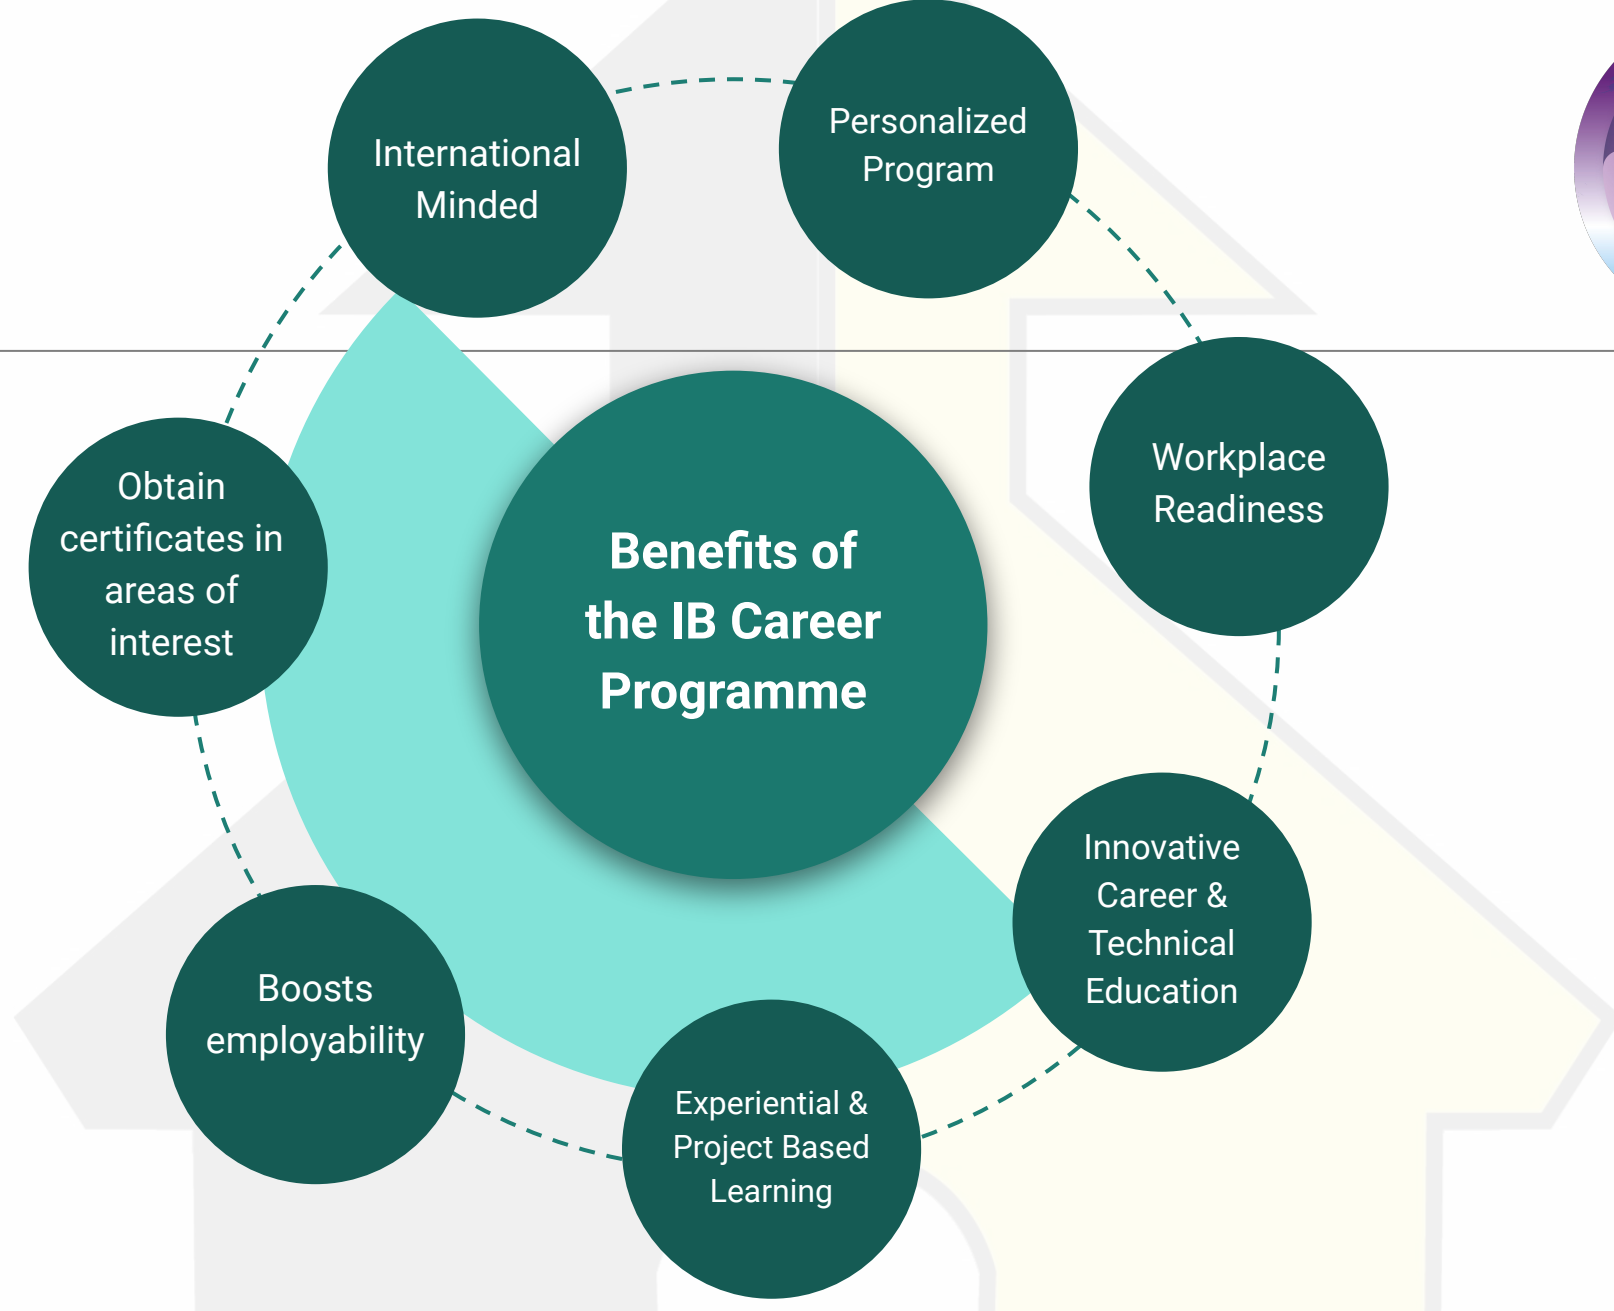 International
Minded
Personalized
Program
Workplace
Readiness
Obtain
certificates in
areas of
interest
Benefits of
the IB Career
Programme
Innovative
Career &
Technical
Education
Boosts
employability
Experiential &
Project Based
Learning